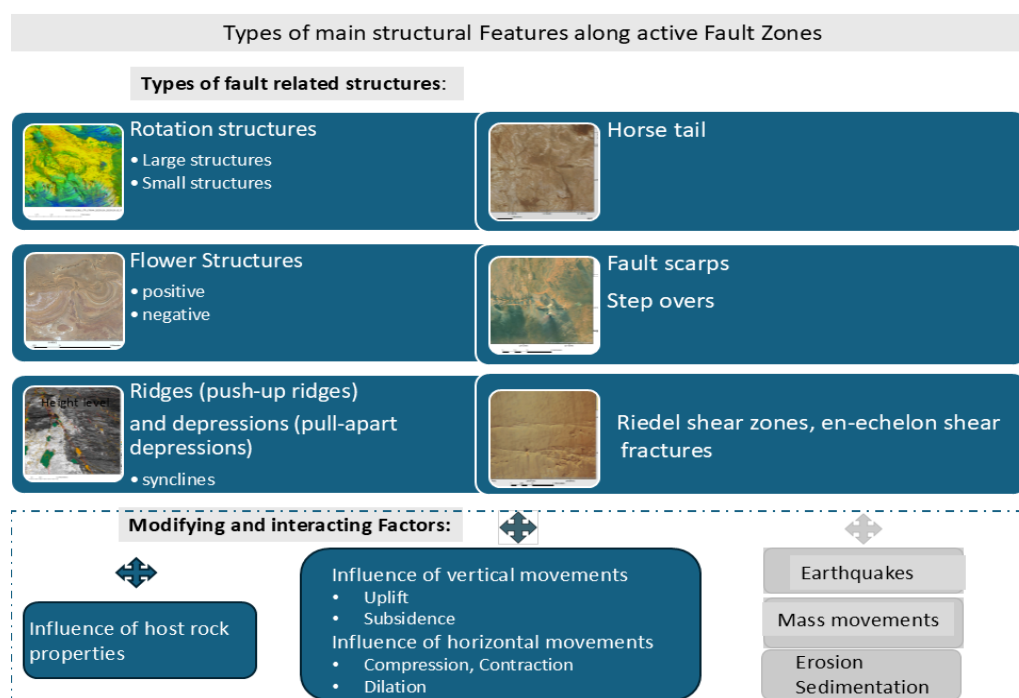 Types of main structural Features along active Fault Zones
Types of fault related structures:
Rotation structures
• Large structures
• Small structures
Horse tail
Flower Structures
• positive
• negative
Fault scarps
Step overs
Height level
Ridges (push-up ridges)
and depressions (pull-apart
depressions)
• synclines
Riedel shear zones, en-echelon shear
fractures
Modifying and interacting Factors:
Influence of host rock
properties
Influence of vertical movements
• Uplift
• Subsidence
Influence of horizontal movements
• Compression, Contraction
• Dilation
Earthquakes
Mass movements
Erosion
Sedimentation